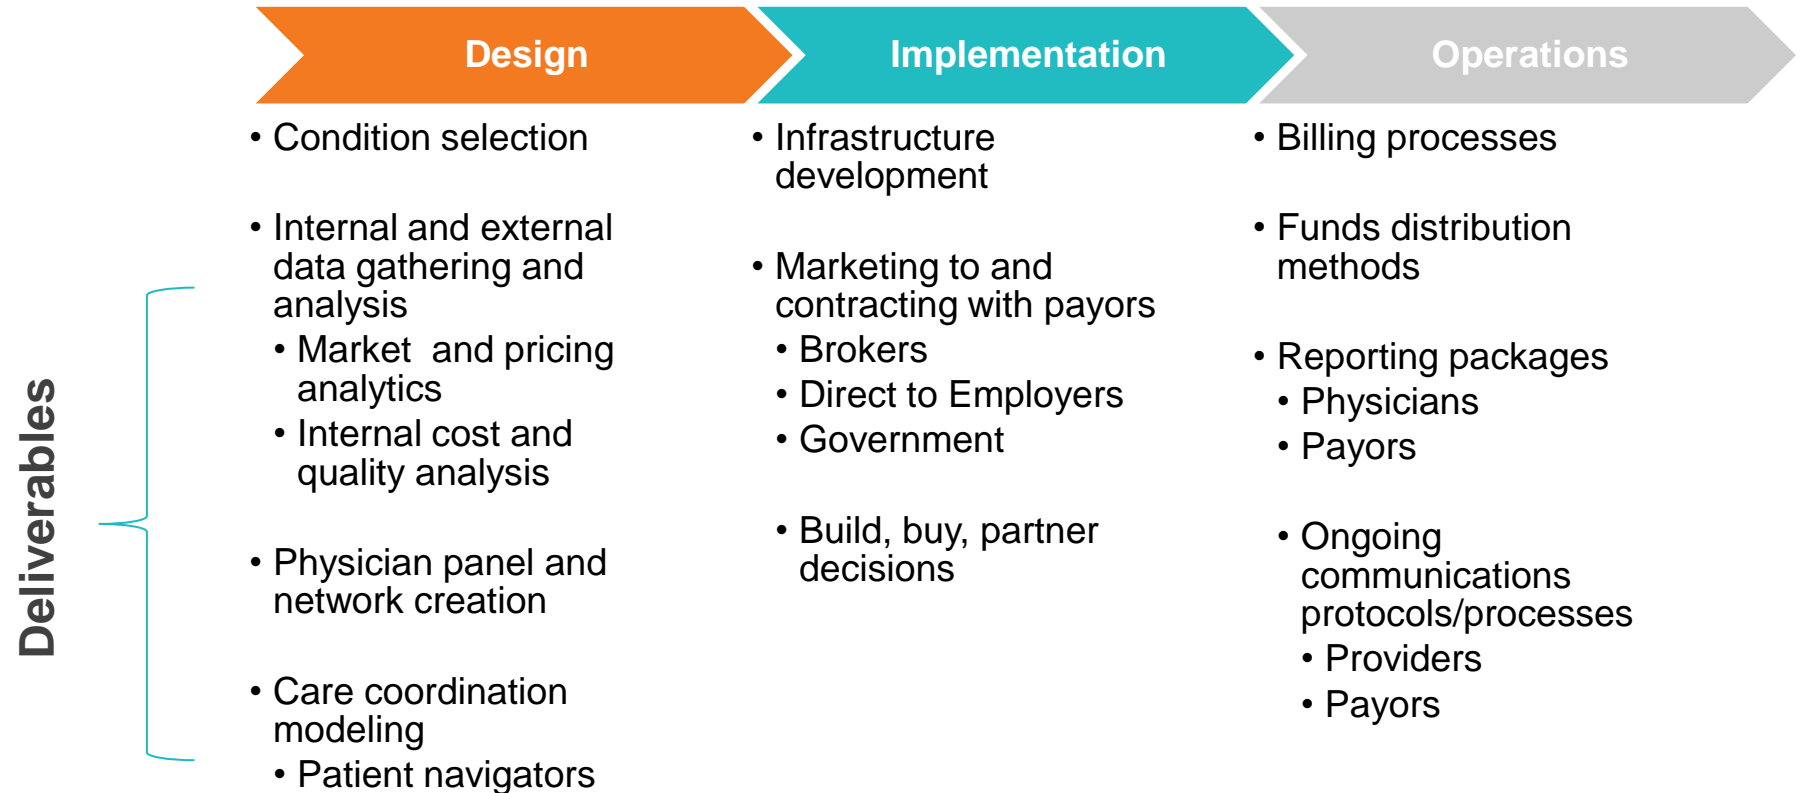 Design
Implementation
Operations
Deliverables
• Condition selection
• Internal and external
data gathering and
analysis
• Market  and pricing
analytics
• Internal cost and
quality analysis
• Physician panel and
network creation
• Care coordination
modeling
• Patient navigators
• Infrastructure
development
• Marketing to and
contracting with payors
• Brokers
• Direct to Employers
• Government
• Build, buy, partner
decisions
• Billing processes
• Funds distribution
methods
• Reporting packages
• Physicians
• Payors
• Ongoing
communications
protocols/processes
• Providers
• Payors